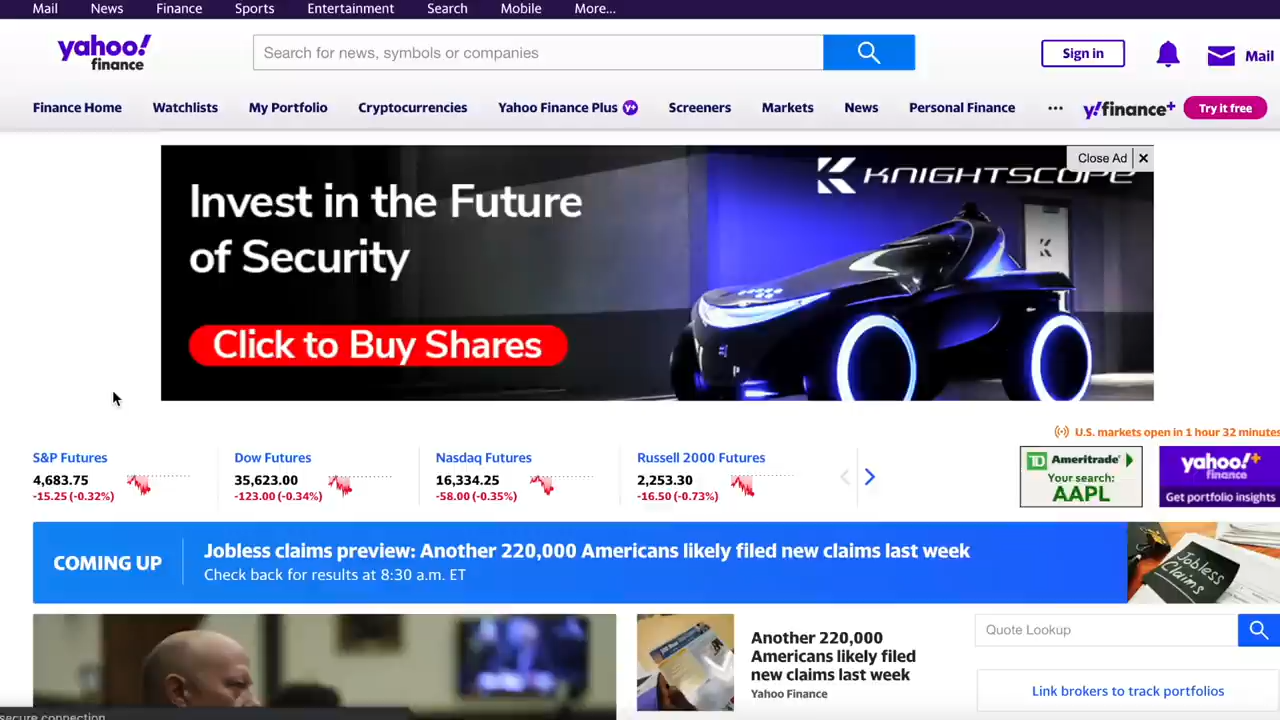 Mail News Finance Sports Entertainment Search Mobile More...
yahoo!
finance
Search for news, symbols or companies
Sign in
Mail
Finance Home Watchlists My Portfolio Cryptocurrencies Yahoo Finance Plus Y+ Screeners Markets News Personal Finance ... y!finance+ Try it free
Close Ad ✕
KNIGHTSCOPE
Invest in the Future
of Security
Click to Buy Shares
U.S. markets open in 1 hour 32 minutes
S&P Futures
4,683.75
-15.25 (-0.32%)
Dow Futures
35,623.00
-123.00 (-0.34%)
Nasdaq Futures
16,334.25
-58.00 (-0.35%)
Russell 2000 Futures
2,253.30
-16.50 (-0.73%)
TD Ameritrade
Your search:
AAPL
yahoo!+
finance
Get portfolio insights
COMING UP
Jobless claims preview: Another 220,000 Americans likely filed new claims last week
Check back for results at 8:30 a.m. ET
Jobless
Claims
Another 220,000
Americans likely filed
new claims last week
Yahoo Finance
Quote Lookup
Link brokers to track portfolios
secure connection